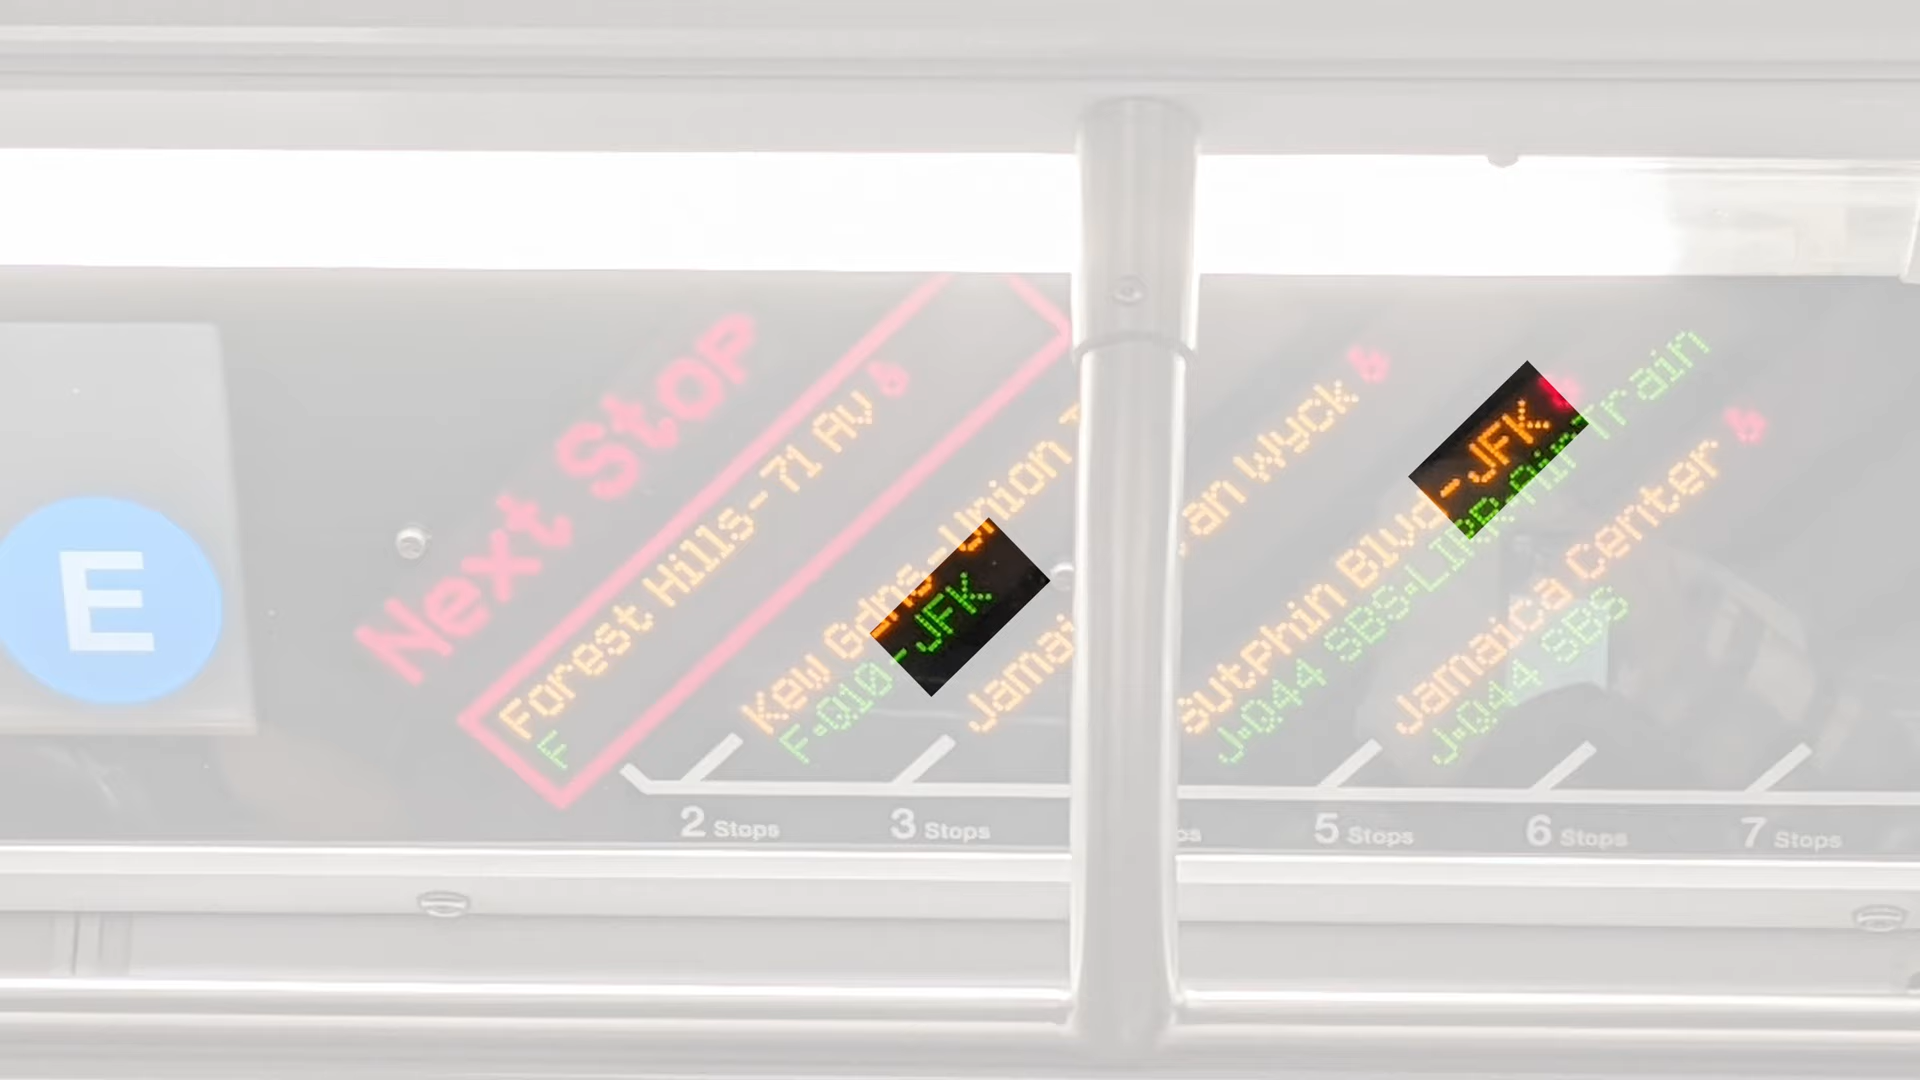 E
Next Stop
Forest Hills-71 Av
F
Kew Gdns-Union
F·Q10-JFK
Jamai
an Wyck
Sutphin Blvd-JFK
J·Q44 SBS·LIRR·AirTrain
Jamaica Center
J·Q44 SBS
2 Stops
3 Stops
5 Stops
6 Stops
7 Stops